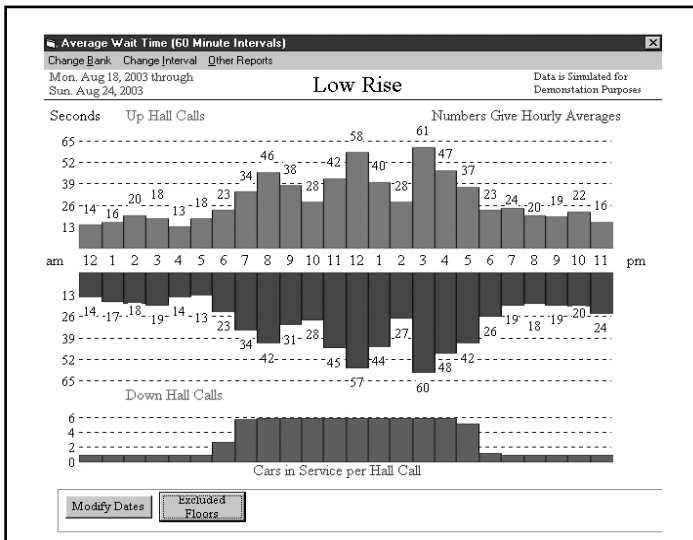 Average Wait Time (60 Minute Intervals)
Change Bank Change Interval Other Reports
Mon. Aug 18, 2003 through
Sun. Aug 24, 2003
Low Rise
Data is Simulated for
Demonstation Purposes
Seconds Up Hall Calls Numbers Give Hourly Averages
65
52
39
26
13
14 16 20 18 13 18 23 34 46 38 28 42 58 40 28 61 47 37 23 24 20 19 22 16
am 12 1 2 3 4 5 6 7 8 9 10 11 12 1 2 3 4 5 6 7 8 9 10 11 pm
13
26
39
52
65
14 17 18 19 14 13 23 34 42 31 28 45 57 44 27 60 48 42 26 19 18 19 20 24
Down Hall Calls
6
4
2
0
Cars in Service per Hall Call
Modify Dates
Excluded
Floors